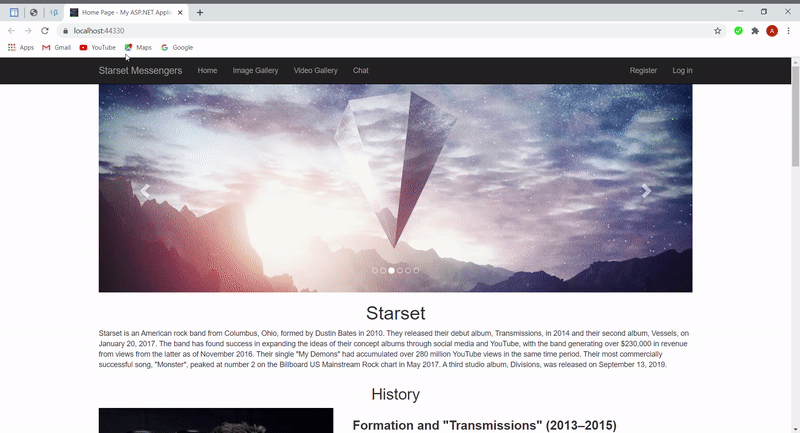 Home Page - My ASP.NET Applic
localhost:44330
Apps Gmail YouTube Maps Google
Starset Messengers Home Image Gallery Video Gallery Chat Register Log in
Starset
Starset is an American rock band from Columbus, Ohio, formed by Dustin Bates in 2010. They released their debut album, Transmissions, in 2014 and their second album, Vessels, on
January 20, 2017. The band has found success in expanding the ideas of their concept albums through social media and YouTube, with the band generating over $230,000 in revenue
from views from the latter as of November 2016. Their single "My Demons" had accumulated over 280 million YouTube views in the same time period. Their most commercially
successful song, "Monster", peaked at number 2 on the Billboard US Mainstream Rock chart in May 2017. A third studio album, Divisions, was released on September 13, 2019.
History
Formation and "Transmissions" (2013–2015)